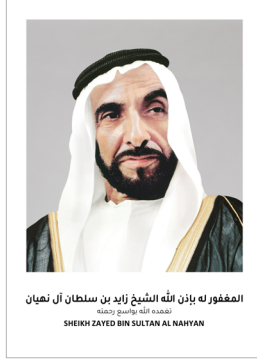 المغفور له بإذن الله الشيخ زايد بن سلطان آل نهيان
تغمده الله بواسع رحمته
SHEIKH ZAYED BIN SULTAN AL NAHYAN